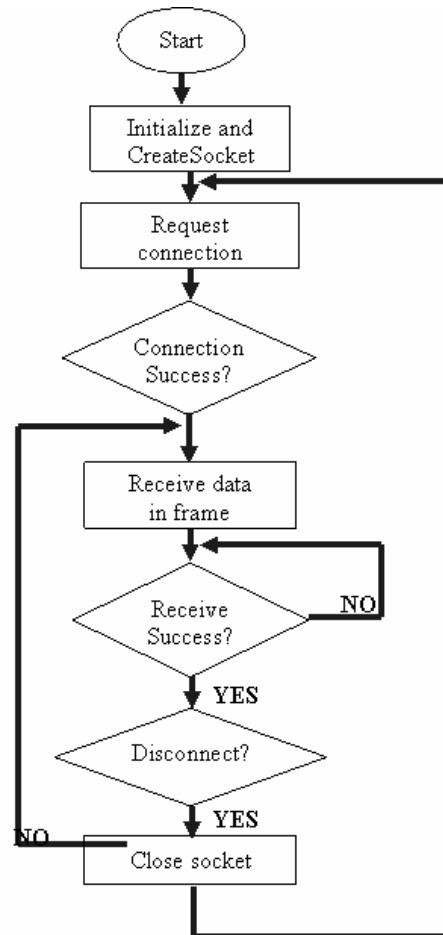 Start
Initialize and
CreateSocket
Request
connection
Connection
Success?
Receive data
in frame
Receive
Success?
NO
YES
Disconnect?
YES
NO
Close socket